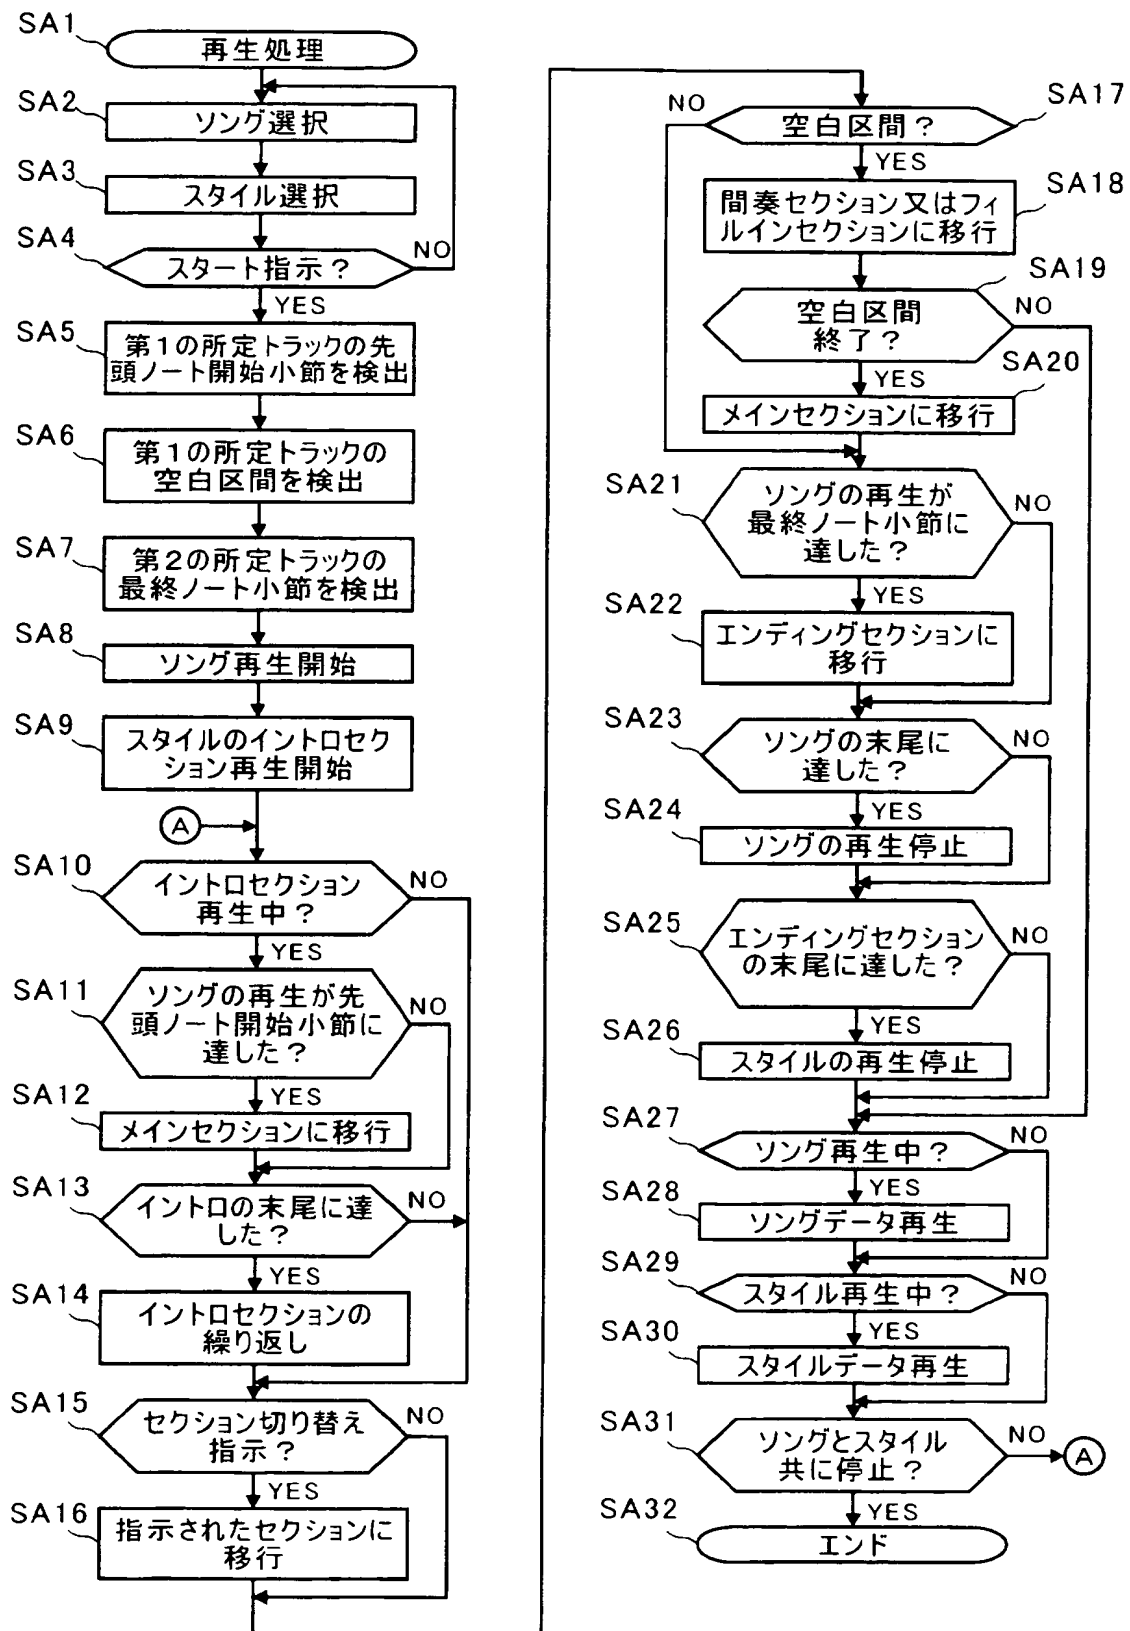 SA1
再生処理
SA2
ソング選択
SA3
スタイル選択
SA4
スタート指示？
NO
YES
SA5
第1の所定トラックの先
頭ノート開始小節を検出
SA6
第1の所定トラックの
空白区間を検出
SA7
第2の所定トラックの
最終ノート小節を検出
SA8
ソング再生開始
SA9
スタイルのイントロセク
ション再生開始
A
SA10
イントロセクション
再生中？
NO
YES
SA11
ソングの再生が先
頭ノート開始小節に
達した？
NO
YES
SA12
メインセクションに移行
SA13
イントロの末尾に達
した？
NO
YES
SA14
イントロセクションの
繰り返し
SA15
セクション切り替え
指示？
NO
YES
SA16
指示されたセクションに
移行
SA17
空白区間？
NO
YES
SA18
間奏セクション又はフィ
ルインセクションに移行
SA19
空白区間
終了？
NO
YES
SA20
メインセクションに移行
SA21
ソングの再生が
最終ノート小節に
達した？
NO
YES
SA22
エンディングセクションに
移行
SA23
ソングの末尾に
達した？
NO
YES
SA24
ソングの再生停止
SA25
エンディングセクション
の末尾に達した？
NO
YES
SA26
スタイルの再生停止
SA27
ソング再生中？
NO
YES
SA28
ソングデータ再生
SA29
スタイル再生中？
NO
YES
SA30
スタイルデータ再生
SA31
ソングとスタイル
共に停止？
NO
A
YES
SA32
エンド